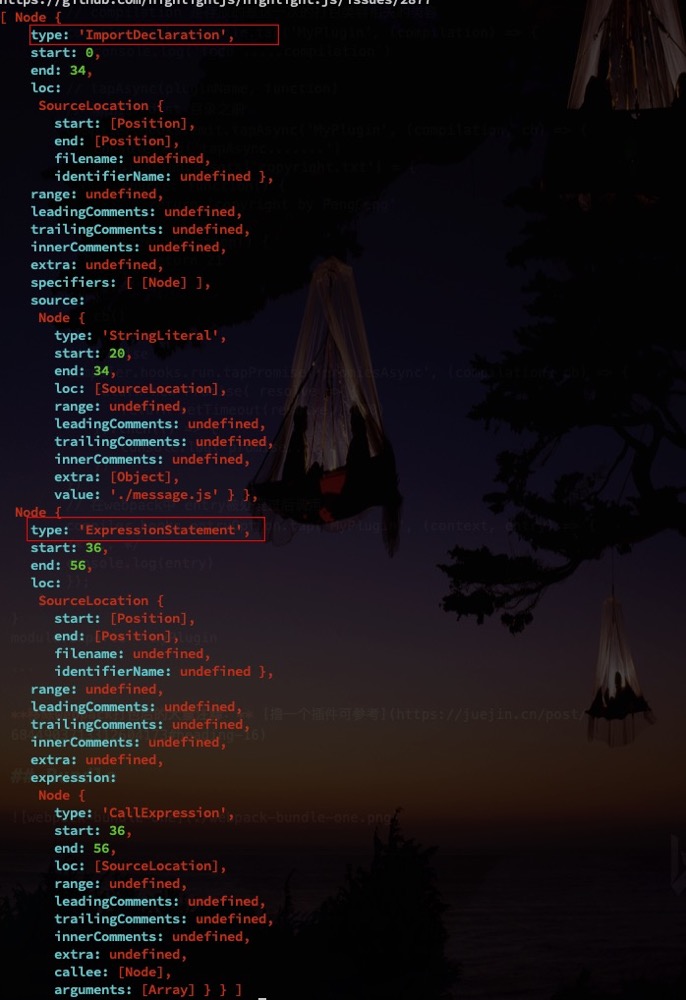 https://github.com/highlightjs/highlight.js/issues/2877
[ Node {
type: 'ImportDeclaration',
start: 0,
end: 34,
loc:
SourceLocation {
start: [Position],
end: [Position],
filename: undefined,
identifierName: undefined },
range: undefined,
leadingComments: undefined,
trailingComments: undefined,
innerComments: undefined,
extra: undefined,
specifiers: [ [Node] ],
source:
Node {
type: 'StringLiteral',
start: 20,
end: 34,
loc: [SourceLocation],
range: undefined,
leadingComments: undefined,
trailingComments: undefined,
innerComments: undefined,
extra: [Object],
value: './message.js' } },
Node {
type: 'ExpressionStatement',
start: 36,
end: 56,
loc:
SourceLocation {
start: [Position],
end: [Position],
filename: undefined,
identifierName: undefined },
range: undefined,
leadingComments: undefined,
trailingComments: undefined,
innerComments: undefined,
extra: undefined,
expression:
Node {
type: 'CallExpression',
start: 36,
end: 56,
loc: [SourceLocation],
range: undefined,
leadingComments: undefined,
trailingComments: undefined,
innerComments: undefined,
extra: undefined,
callee: [Node],
arguments: [Array] } } ]